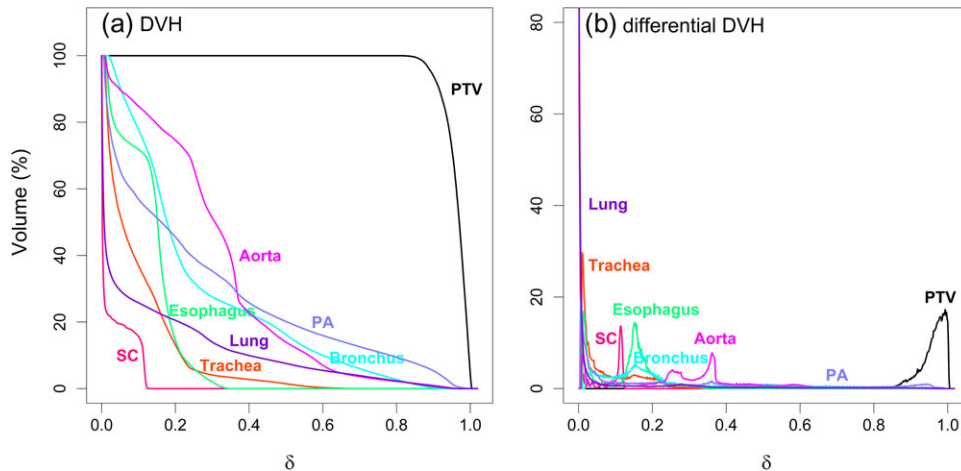 (a) DVH
Volume (%)
100
80
60
40
20
0
PTV
Aorta
Esophagus
PA
Lung
Bronchus
SC
Trachea
0.0 0.2 0.4 0.6 0.8 1.0
δ
(b) differential DVH
80
60
40
20
0
Lung
Trachea
PTV
Esophagus
SC
Aorta
Bronchus
PA
0.0 0.2 0.4 0.6 0.8 1.0
δ